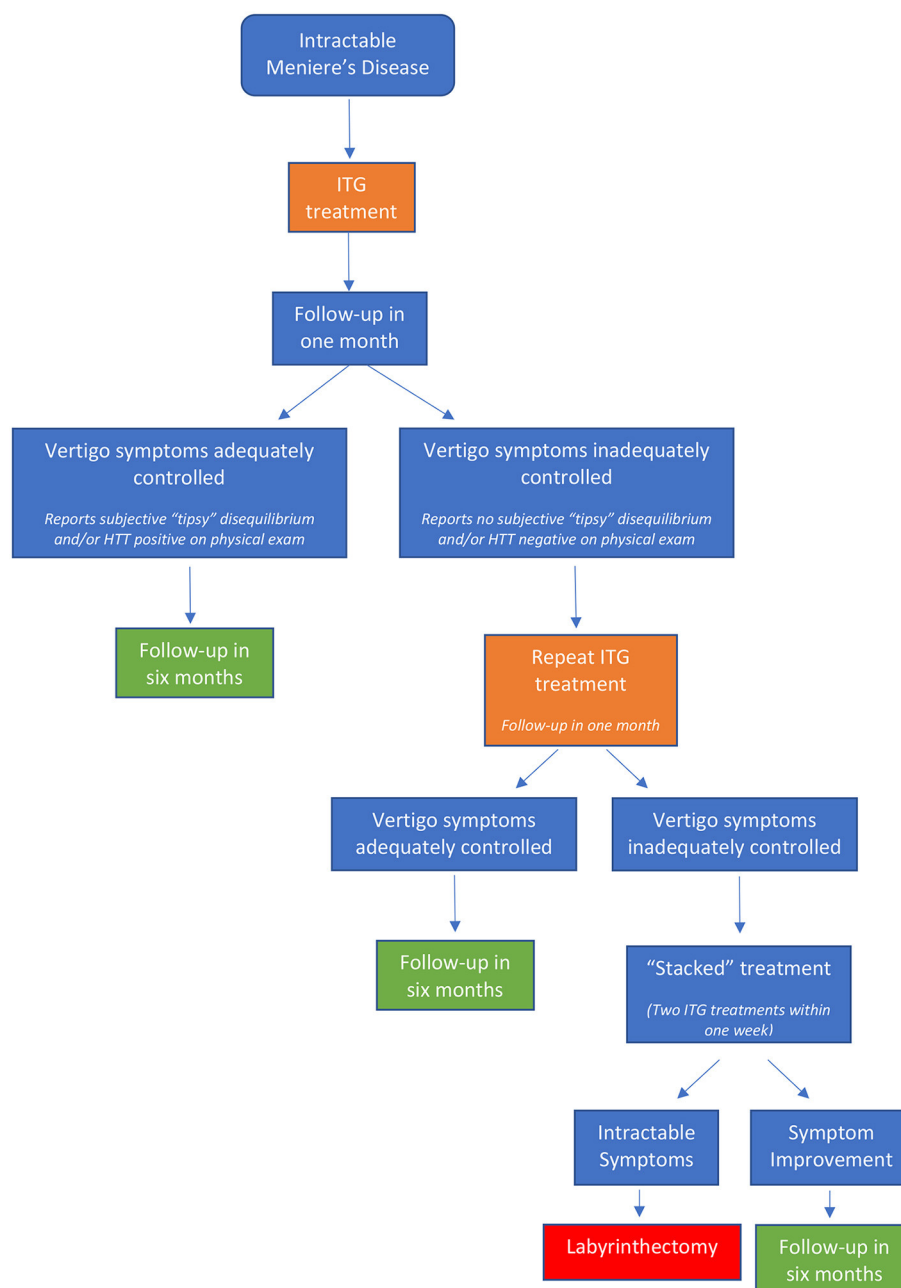 Intractable
Meniere’s Disease
ITG
treatment
Follow-up in
one month
Vertigo symptoms adequately
controlled
Reports subjective “tipsy” disequilibrium
and/or HTT positive on physical exam
Vertigo symptoms inadequately
controlled
Reports no subjective “tipsy” disequilibrium
and/or HTT negative on physical exam
Follow-up in
six months
Repeat ITG
treatment
Follow-up in one month
Vertigo symptoms
adequately controlled
Vertigo symptoms
inadequately controlled
Follow-up in
six months
“Stacked” treatment
(Two ITG treatments within
one week)
Intractable
Symptoms
Symptom
Improvement
Labyrinthectomy
Follow-up in
six months